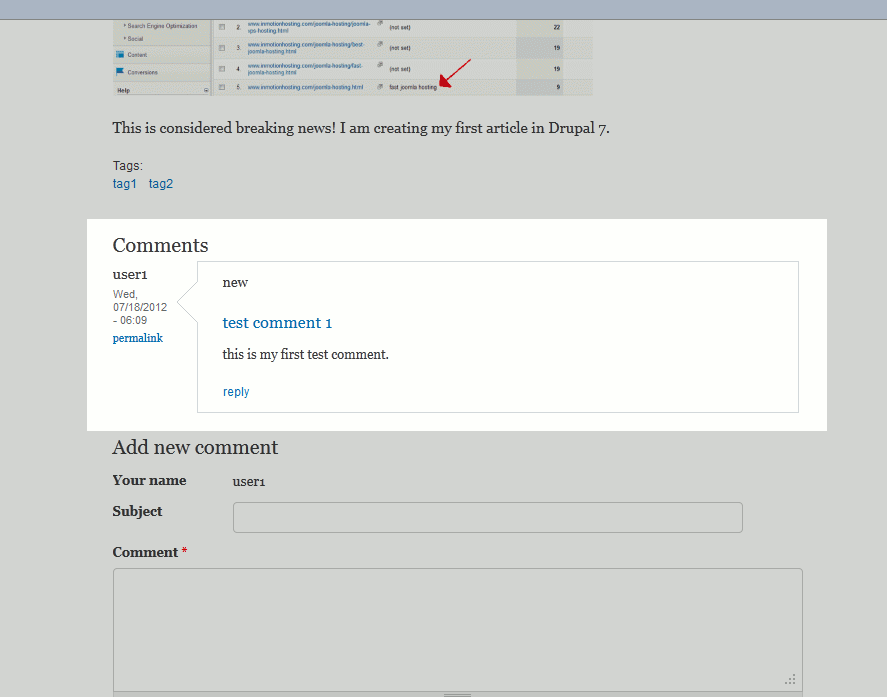 Search Engine Optimization
Social
Content
Conversions
Help
2. www.inmotionhosting.com/joomla-hosting/joomla-
vps-hosting.html (not set) 22
3. www.inmotionhosting.com/joomla-hosting/best-
joomla-hosting.html (not set) 19
4. www.inmotionhosting.com/joomla-hosting/fast-
joomla-hosting.html (not set) 19
5. www.inmotionhosting.com/joomla-hosting.html fast joomla hosting 9
This is considered breaking news! I am creating my first article in Drupal 7.
Tags:
tag1 tag2
Comments
user1
Wed,
07/18/2012
- 06:09
permalink
new
test comment 1
this is my first test comment.
reply
Add new comment
Your name user1
Subject
Comment *